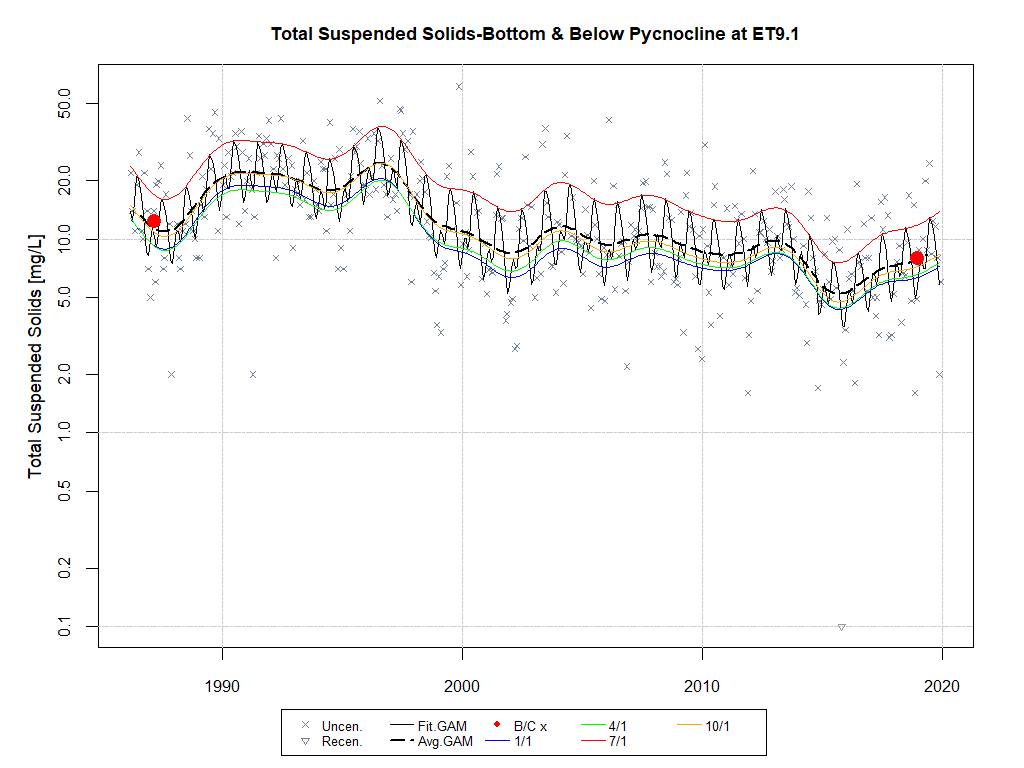 Total Suspended Solids-Bottom & Below Pycnocline at ET9.1
Total Suspended Solids [mg/L]
50.0
20.0
10.0
5.0
2.0
1.0
0.5
0.2
0.1
1990 2000 2010 2020
Uncen. Fit.GAM B/C x 4/1 10/1
Recen. Avg.GAM 1/1 7/1